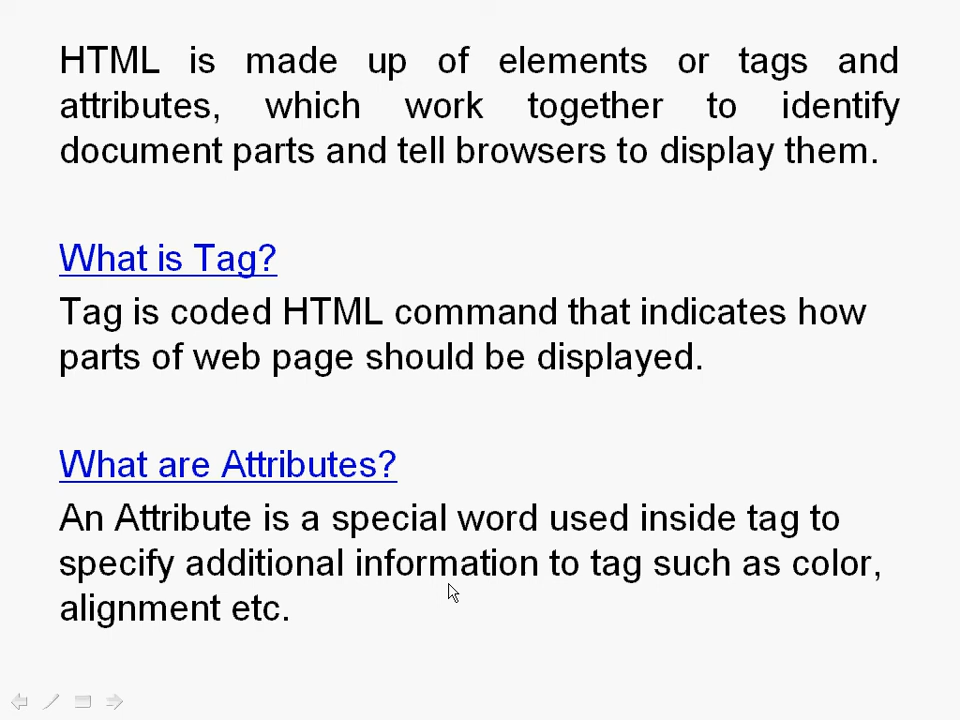 HTML is made up of elements or tags and
attributes, which work together to identify
document parts and tell browsers to display them.
What is Tag?
Tag is coded HTML command that indicates how
parts of web page should be displayed.
What are Attributes?
An Attribute is a special word used inside tag to
specify additional information to tag such as color,
alignment etc.